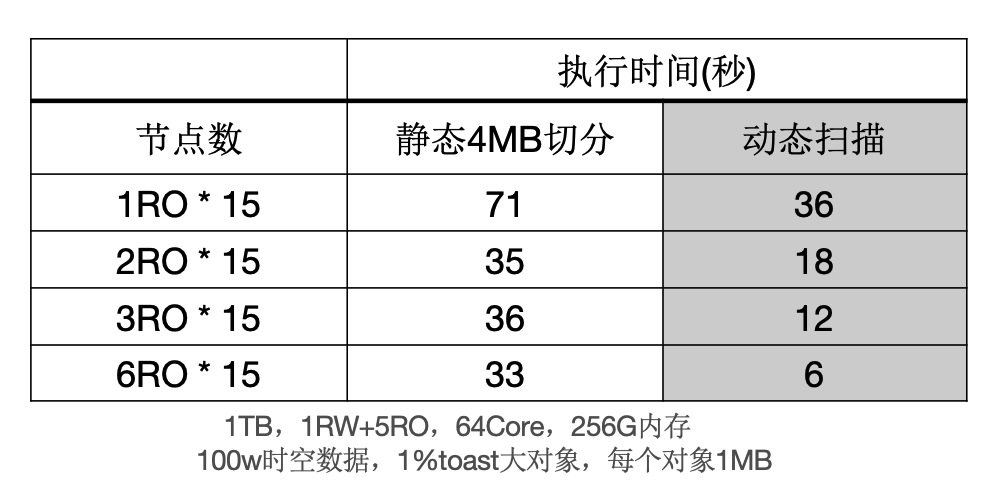 执行时间(秒)
节点数 静态4MB切分 动态扫描
1RO * 15 71 36
2RO * 15 35 18
3RO * 15 36 12
6RO * 15 33 6
1TB，1RW+5RO，64Core，256G内存
100w时空数据，1%toast大对象，每个对象1MB